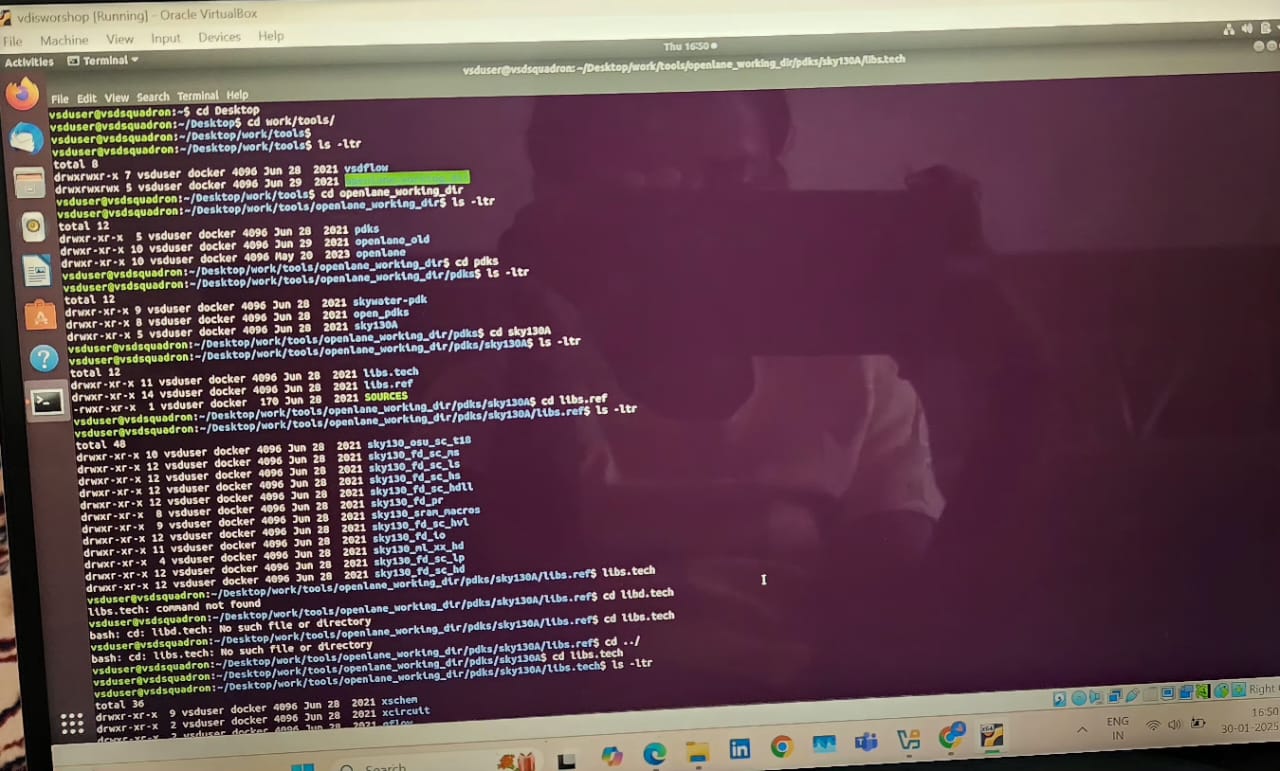 vdisworshop [Running] - Oracle VirtualBox
File Machine View Input Devices Help
Activities Terminal
Thu 16:50
vsduser@vsdsquadron: ~/Desktop/work/tools/openlane_working_dir/pdks/sky130A/libs.tech
File Edit View Search Terminal Help
vsduser@vsdsquadron:~$ cd Desktop
vsduser@vsdsquadron:~/Desktop$ cd work/tools/
vsduser@vsdsquadron:~/Desktop/work/tools$
vsduser@vsdsquadron:~/Desktop/work/tools$ ls -ltr
total 8
drwxrwxr-x 7 vsduser docker 4096 Jun 28 2021 vsdflow
drwxrwxrwx 5 vsduser docker 4096 Jun 29 2021
vsduser@vsdsquadron:~/Desktop/work/tools$ cd openlane_working_dir
vsduser@vsdsquadron:~/Desktop/work/tools/openlane_working_dir$ ls -ltr
total 12
drwxr-xr-x 5 vsduser docker 4096 Jun 28 2021 pdks
drwxr-xr-x 10 vsduser docker 4096 Jun 29 2021 openlane_old
drwxr-xr-x 10 vsduser docker 4096 May 20 2023 openlane
vsduser@vsdsquadron:~/Desktop/work/tools/openlane_working_dir$ cd pdks
vsduser@vsdsquadron:~/Desktop/work/tools/openlane_working_dir/pdks$ ls -ltr
total 12
drwxr-xr-x 9 vsduser docker 4096 Jun 28 2021 skywater-pdk
drwxr-xr-x 8 vsduser docker 4096 Jun 28 2021 open_pdks
drwxr-xr-x 5 vsduser docker 4096 Jun 28 2021 sky130A
vsduser@vsdsquadron:~/Desktop/work/tools/openlane_working_dir/pdks$ cd sky130A
vsduser@vsdsquadron:~/Desktop/work/tools/openlane_working_dir/pdks/sky130A$ ls -ltr
total 12
drwxr-xr-x 11 vsduser docker 4096 Jun 28 2021 libs.tech
drwxr-xr-x 14 vsduser docker 4096 Jun 28 2021 libs.ref
-rwxr-xr-x 1 vsduser docker 170 Jun 28 2021 SOURCES
vsduser@vsdsquadron:~/Desktop/work/tools/openlane_working_dir/pdks/sky130A$ cd libs.ref
vsduser@vsdsquadron:~/Desktop/work/tools/openlane_working_dir/pdks/sky130A/libs.ref$ ls -ltr
total 48
drwxr-xr-x 10 vsduser docker 4096 Jun 28 2021 sky130_osu_sc_t18
drwxr-xr-x 12 vsduser docker 4096 Jun 28 2021 sky130_fd_sc_ms
drwxr-xr-x 12 vsduser docker 4096 Jun 28 2021 sky130_fd_sc_ls
drwxr-xr-x 12 vsduser docker 4096 Jun 28 2021 sky130_fd_sc_hs
drwxr-xr-x 12 vsduser docker 4096 Jun 28 2021 sky130_fd_sc_hdll
drwxr-xr-x 8 vsduser docker 4096 Jun 28 2021 sky130_fd_pr
drwxr-xr-x 9 vsduser docker 4096 Jun 28 2021 sky130_sram_macros
drwxr-xr-x 12 vsduser docker 4096 Jun 28 2021 sky130_fd_sc_hvl
drwxr-xr-x 11 vsduser docker 4096 Jun 28 2021 sky130_fd_io
drwxr-xr-x 4 vsduser docker 4096 Jun 28 2021 sky130_ml_xx_hd
drwxr-xr-x 12 vsduser docker 4096 Jun 28 2021 sky130_fd_sc_lp
drwxr-xr-x 12 vsduser docker 4096 Jun 28 2021 sky130_fd_sc_hd
vsduser@vsdsquadron:~/Desktop/work/tools/openlane_working_dir/pdks/sky130A/libs.ref$ libs.tech
libs.tech: command not found
vsduser@vsdsquadron:~/Desktop/work/tools/openlane_working_dir/pdks/sky130A/libs.ref$ cd libd.tech
bash: cd: libd.tech: No such file or directory
vsduser@vsdsquadron:~/Desktop/work/tools/openlane_working_dir/pdks/sky130A/libs.ref$ cd libs.tech
bash: cd: libs.tech: No such file or directory
vsduser@vsdsquadron:~/Desktop/work/tools/openlane_working_dir/pdks/sky130A/libs.ref$ cd ../
vsduser@vsdsquadron:~/Desktop/work/tools/openlane_working_dir/pdks/sky130A$ cd libs.tech
vsduser@vsdsquadron:~/Desktop/work/tools/openlane_working_dir/pdks/sky130A/libs.tech$ ls -ltr
total 36
drwxr-xr-x 9 vsduser docker 4096 Jun 28 2021 xschem
drwxr-xr-x 2 vsduser docker 4096 Jun 28 2021 xcircuit
drwxr-xr-x 2 vsduser docker 4096 Jun 28 2021 qflow
Right
Search
ENG
IN
16:50
30-01-2025